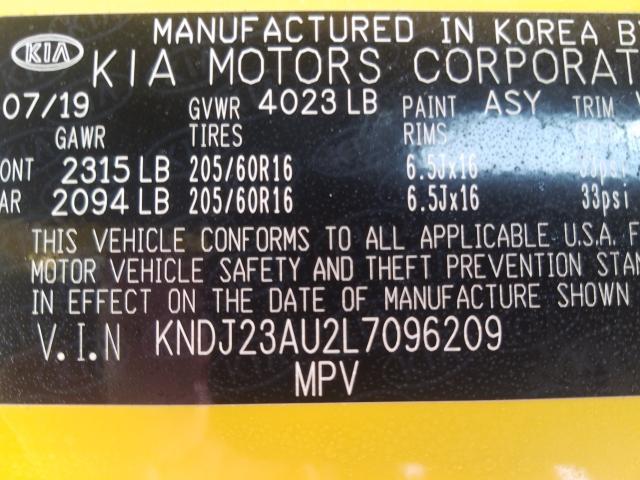 MANUFACTURED IN KOREA B
KIA KIA MOTORS CORPORAT
07/19 GVWR 4023 LB PAINT ASY TRIM
GAWR TIRES RIMS
ONT 2315 LB 205/60R16 6.5Jx16
AR 2094 LB 205/60R16 6.5Jx16 33psi
THIS VEHICLE CONFORMS TO ALL APPLICABLE U.S.A. F
MOTOR VEHICLE SAFETY AND THEFT PREVENTION STAN
IN EFFECT ON THE DATE OF MANUFACTURE SHOWN
V.I.N KNDJ23AU2L7096209
MPV